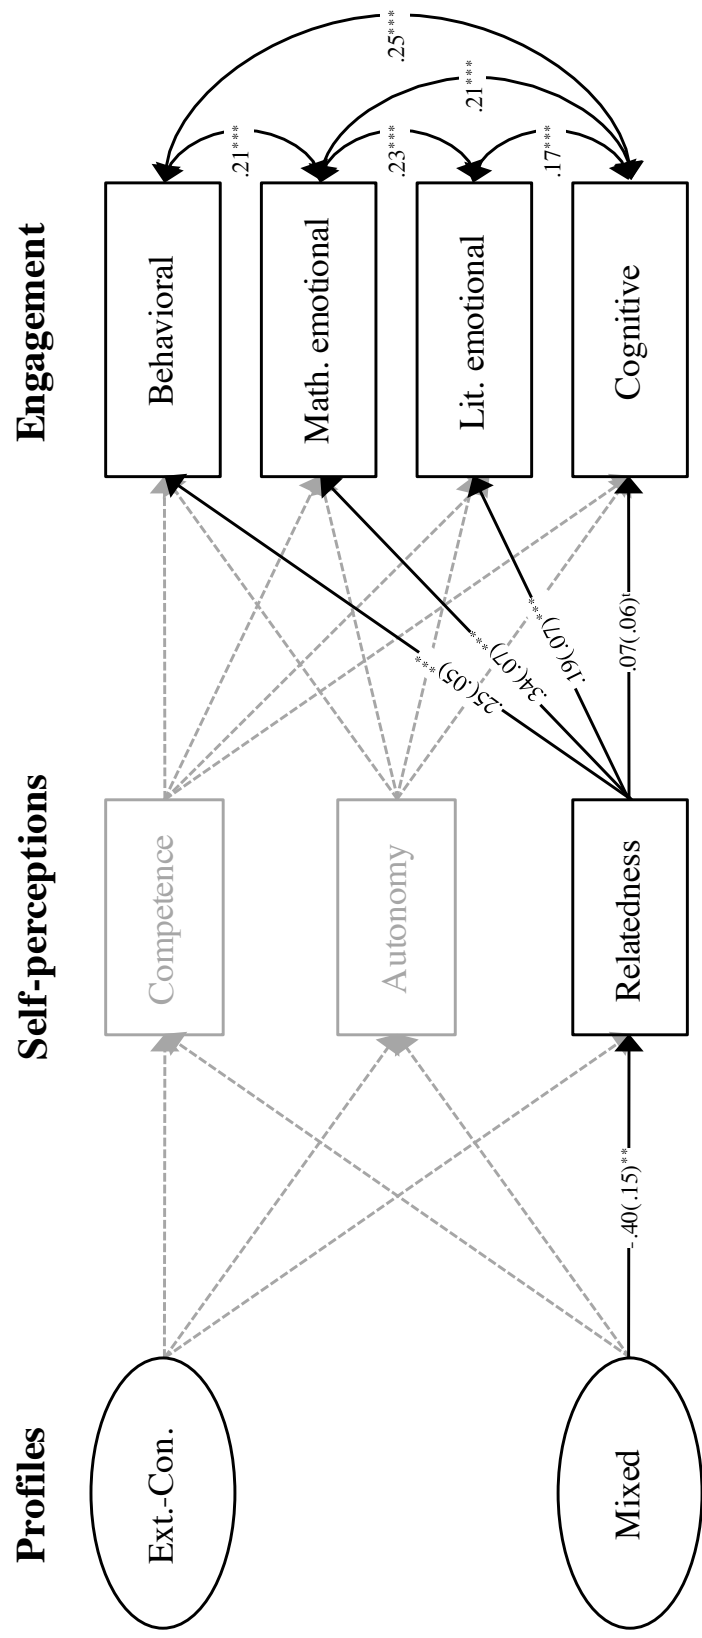 Profiles
Self-perceptions
Engagement
Ext.-Con.
Mixed
Competence
Autonomy
Relatedness
Behavioral
Math. emotional
Lit. emotional
Cognitive
-.40(.15)**
.25(.05)***
.34(.07)***
.19(.07)***
.07(.06)ᵗ
.21***
.23***
.17***
.21***
.25***